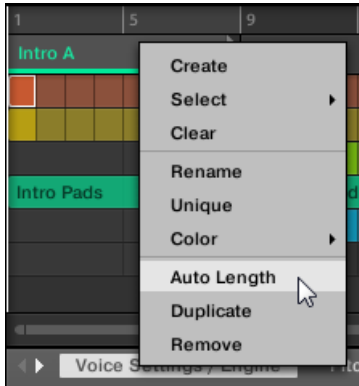 1 5 9
Intro A
Create
Select
Clear
Rename
Intro Pads
Unique
Color
Auto Length
Duplicate
Remove
Voice Settings / Engine